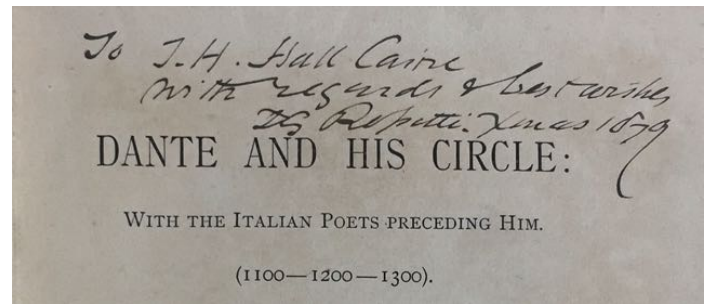 To T. H. Hall Caine
with regards & best wishes
DG Rossetti. Xmas 1879
DANTE AND HIS CIRCLE:
WITH THE ITALIAN POETS PRECEDING HIM.
(1100—1200—1300).